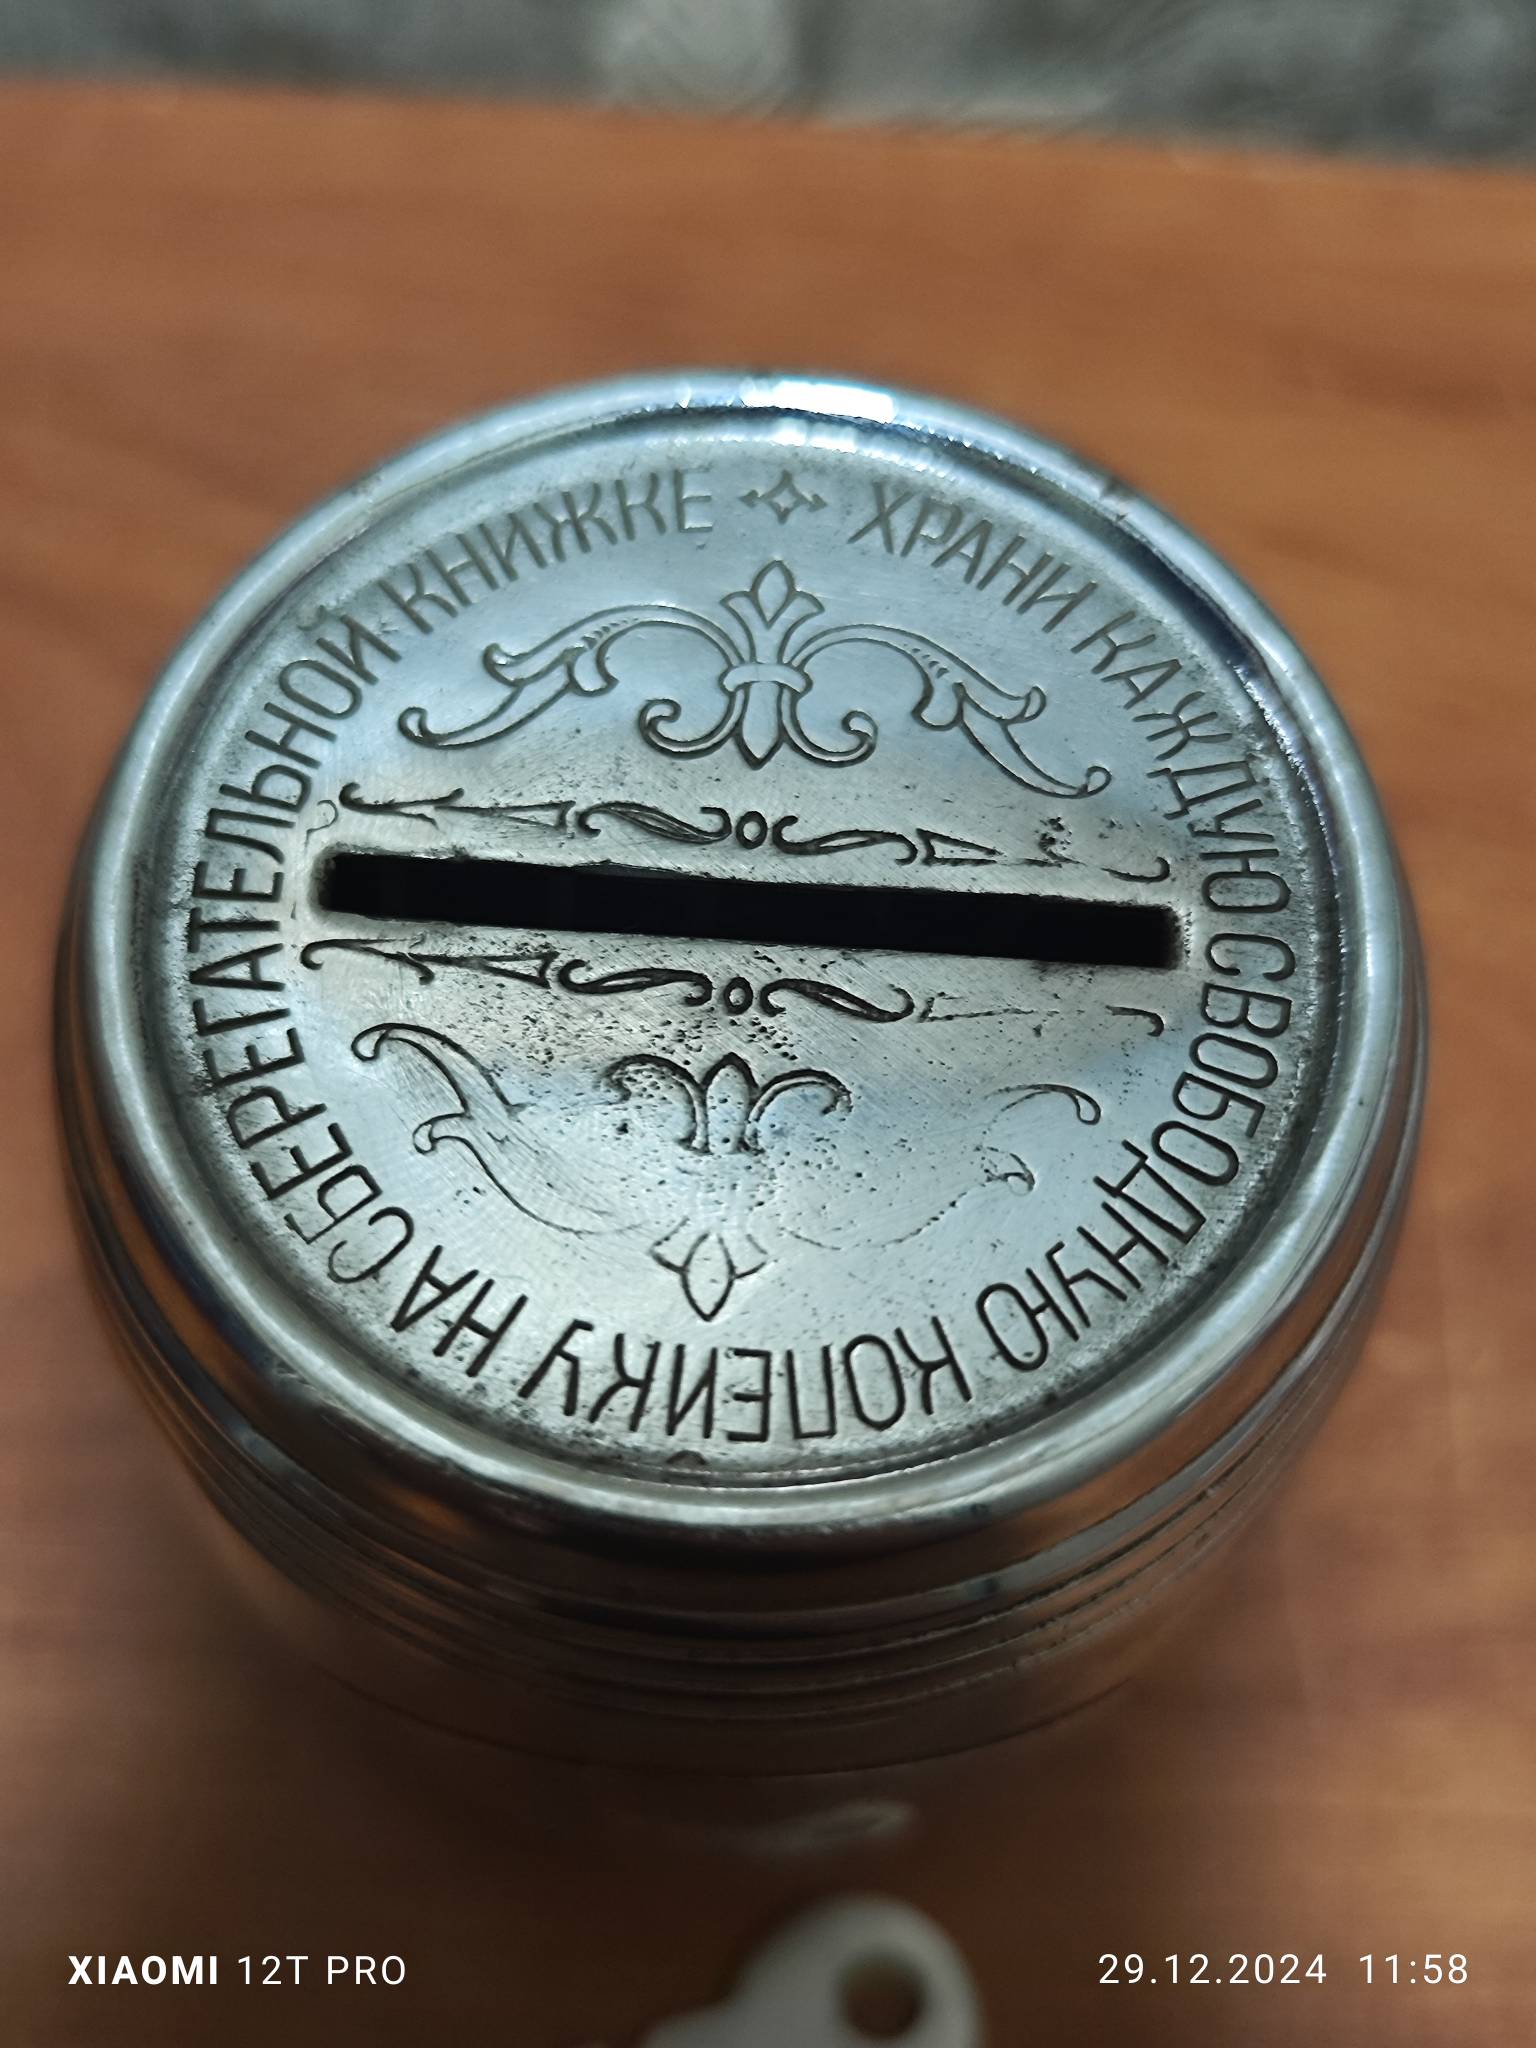 ХРАНИ КАЖДУЮ СВОБОДНУЮ КОПЕЙКУ НА СБЕРЕГАТЕЛЬНОЙ КНИЖКЕ
XIAOMI 12T PRO
29.12.2024 11:58